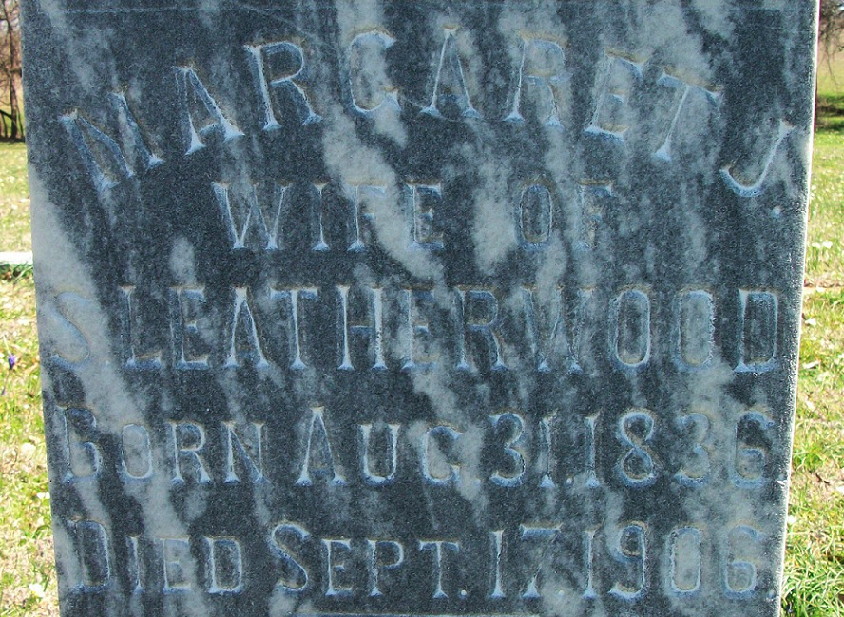 MARGARET J.
WIFE OF
S. LEATHERWOOD
BORN AUG. 31. 1836
DIED SEPT. 17. 1906